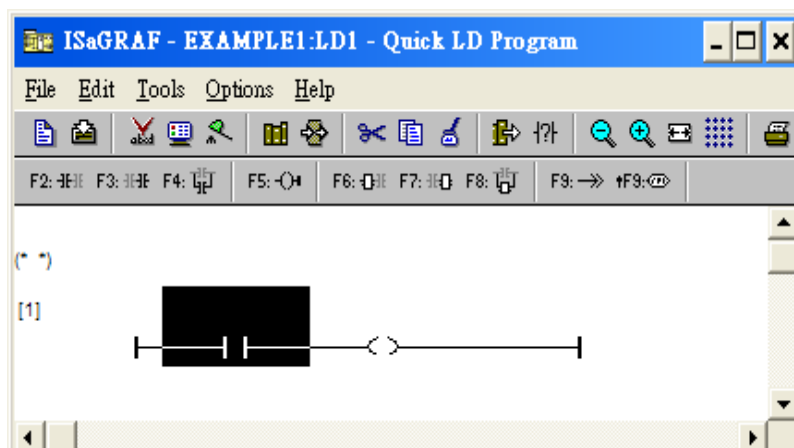 ISaGRAF - EXAMPLE1:LD1 - Quick LD Program
File Edit Tools Options Help
F2: F3: F4: F5: F6: F7: F8: F9: F9:
(* *)
[1]